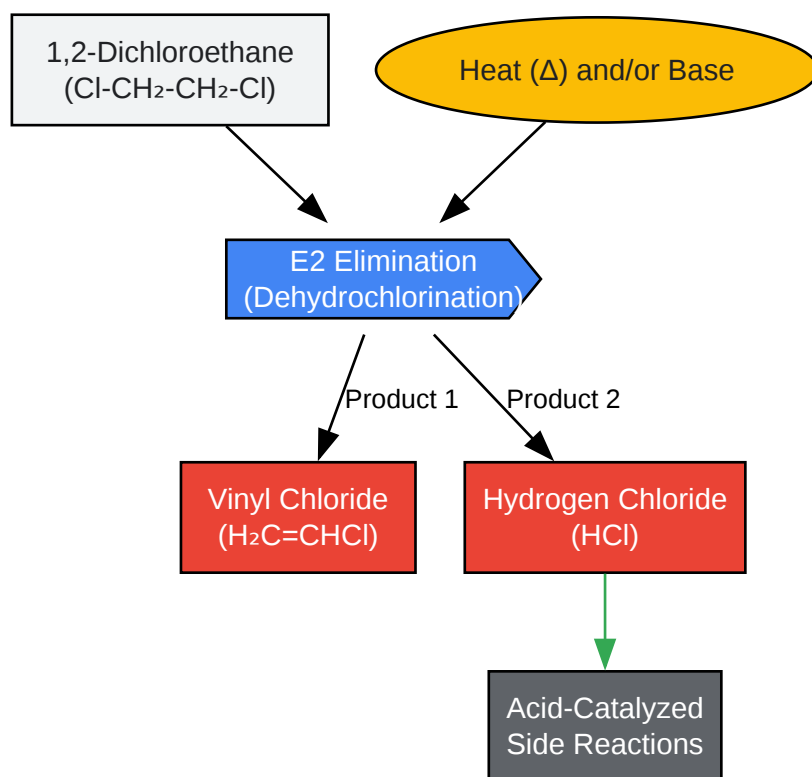 1,2-Dichloroethane
(Cl-CH₂-CH₂-Cl)
Heat (Δ) and/or Base
E2 Elimination
(Dehydrochlorination)
Product 1
Product 2
Vinyl Chloride
(H₂C=CHCl)
Hydrogen Chloride
(HCl)
Acid-Catalyzed
Side Reactions